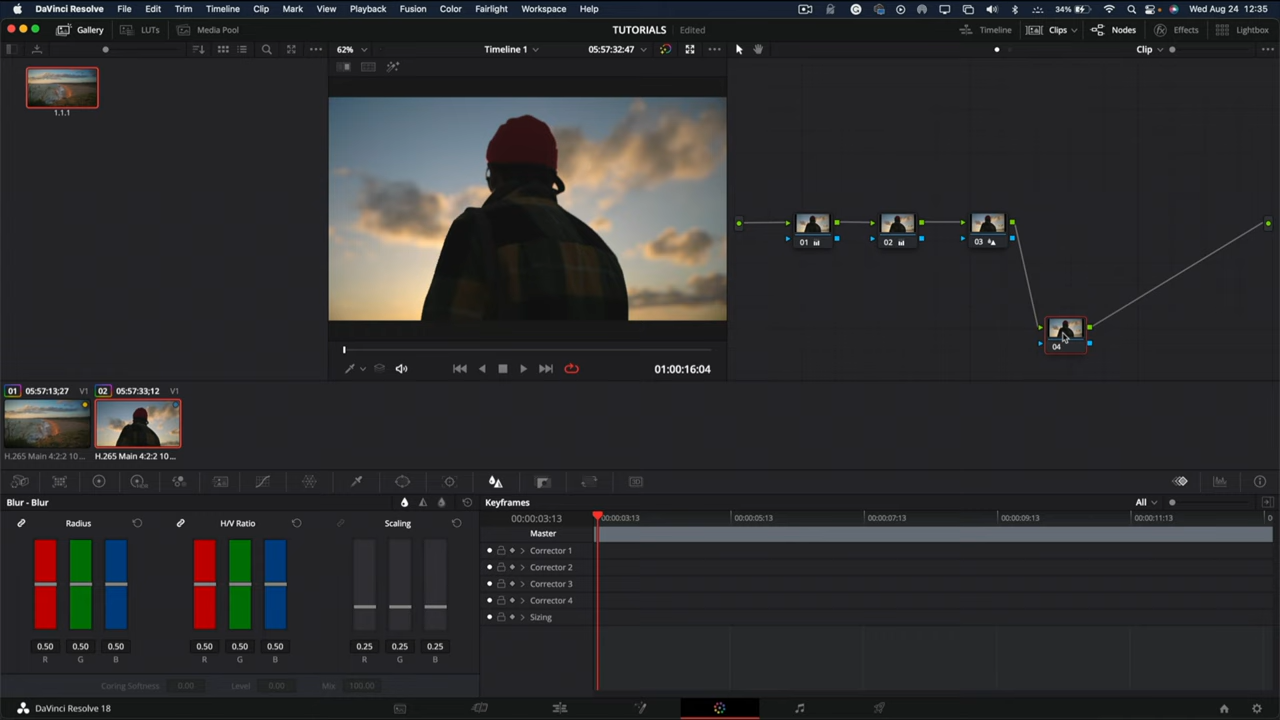 DaVinci Resolve File Edit Trim Timeline Clip Mark View Playback Fusion Color Fairlight Workspace Help 34% Wed Aug 24 12:35
Gallery LUTs Media Pool TUTORIALS Edited Timeline Clips Nodes Effects Lightbox
62% Timeline 1 05:57:32:47 Clip
1.1.1
01 02 03
04
01:00:16:04
01 05:57:13;27 V1 02 05:57:33;12 V1
H.265 Main 4:2:2 10... H.265 Main 4:2:2 10...
Blur - Blur Keyframes All
Radius H/V Ratio Scaling 00:00:03:13 00:00:03:13 00:00:05:13 00:00:07:13 00:00:09:13 00:00:11:13 0
Master
Corrector 1
Corrector 2
Corrector 3
Corrector 4
Sizing
0.50 0.50 0.50 0.50 0.50 0.50 0.25 0.25 0.25
R G B R G B R G B
Coring Softness 0.00 Level 0.00 Mix 100.00
DaVinci Resolve 18